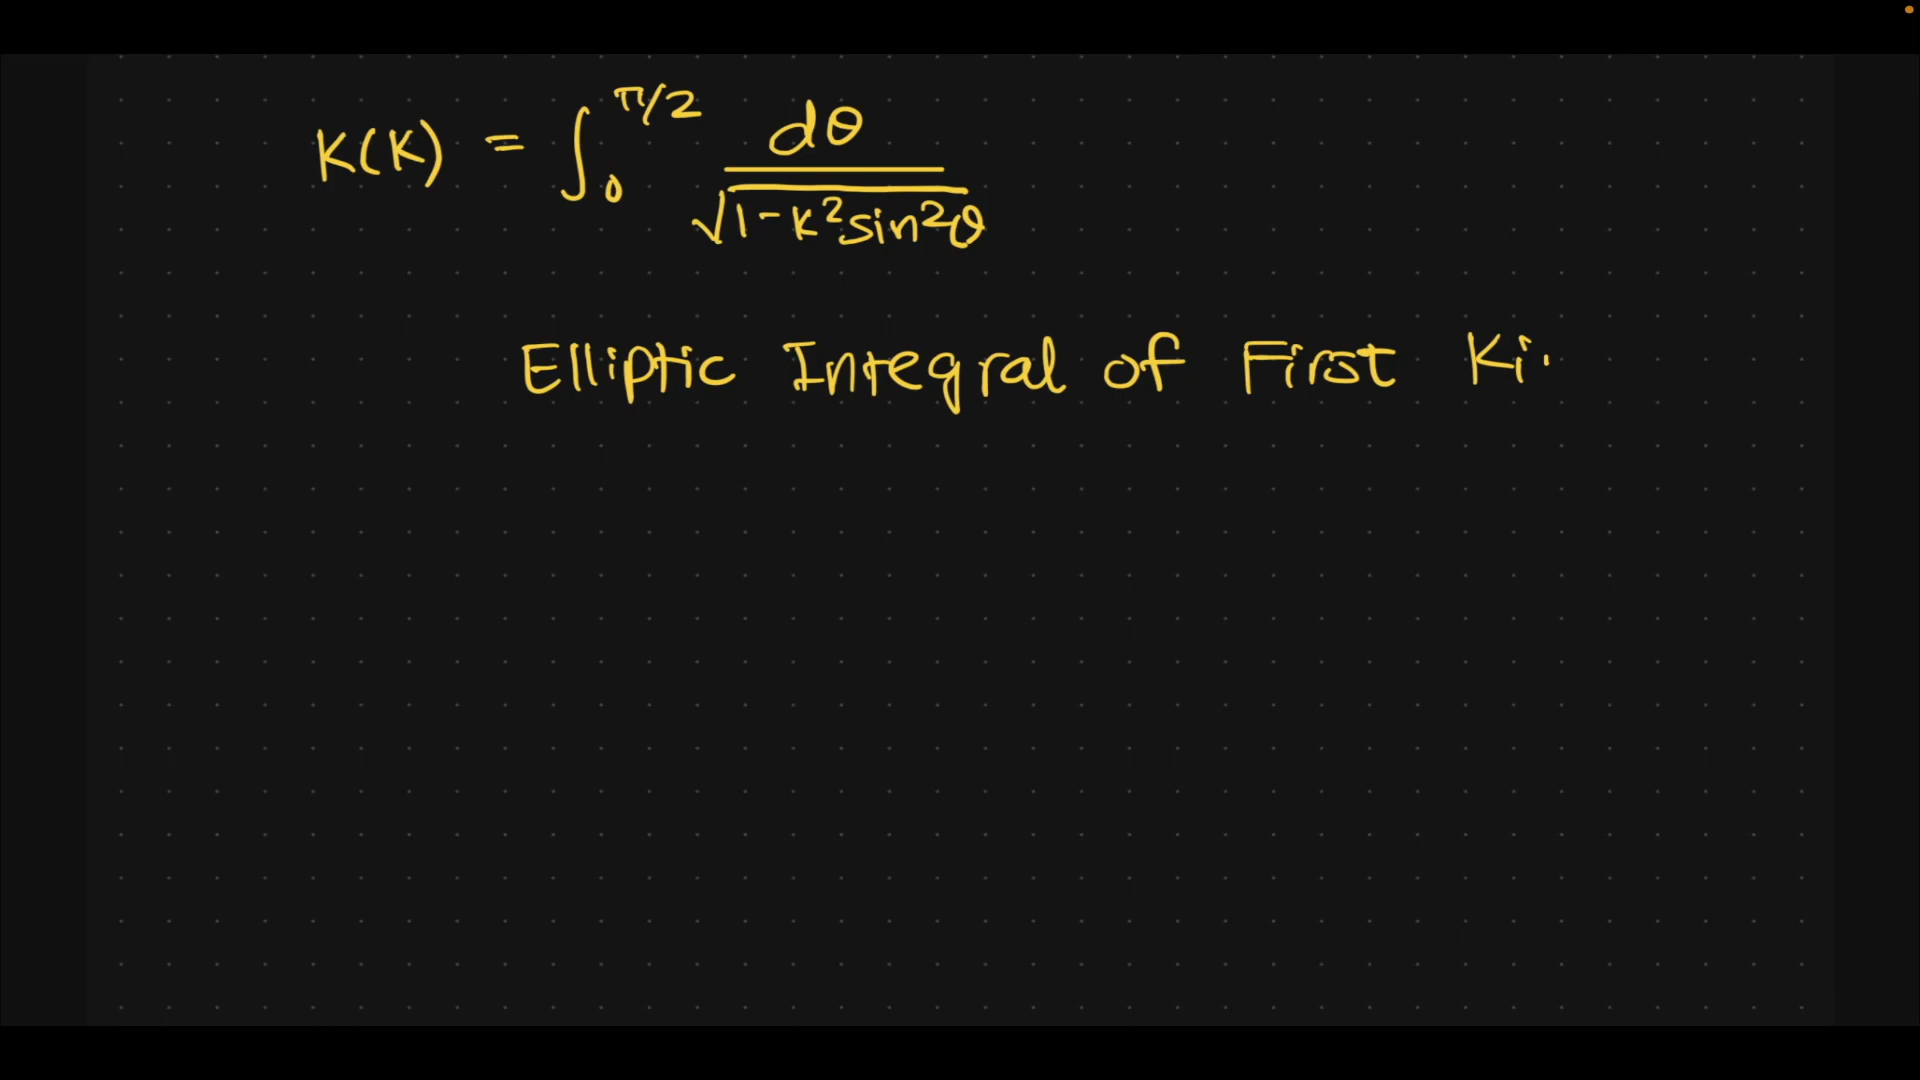 K(K) = ∫₀^π/2 dθ / √1-k²sin²θ
Elliptic Integral of First Ki